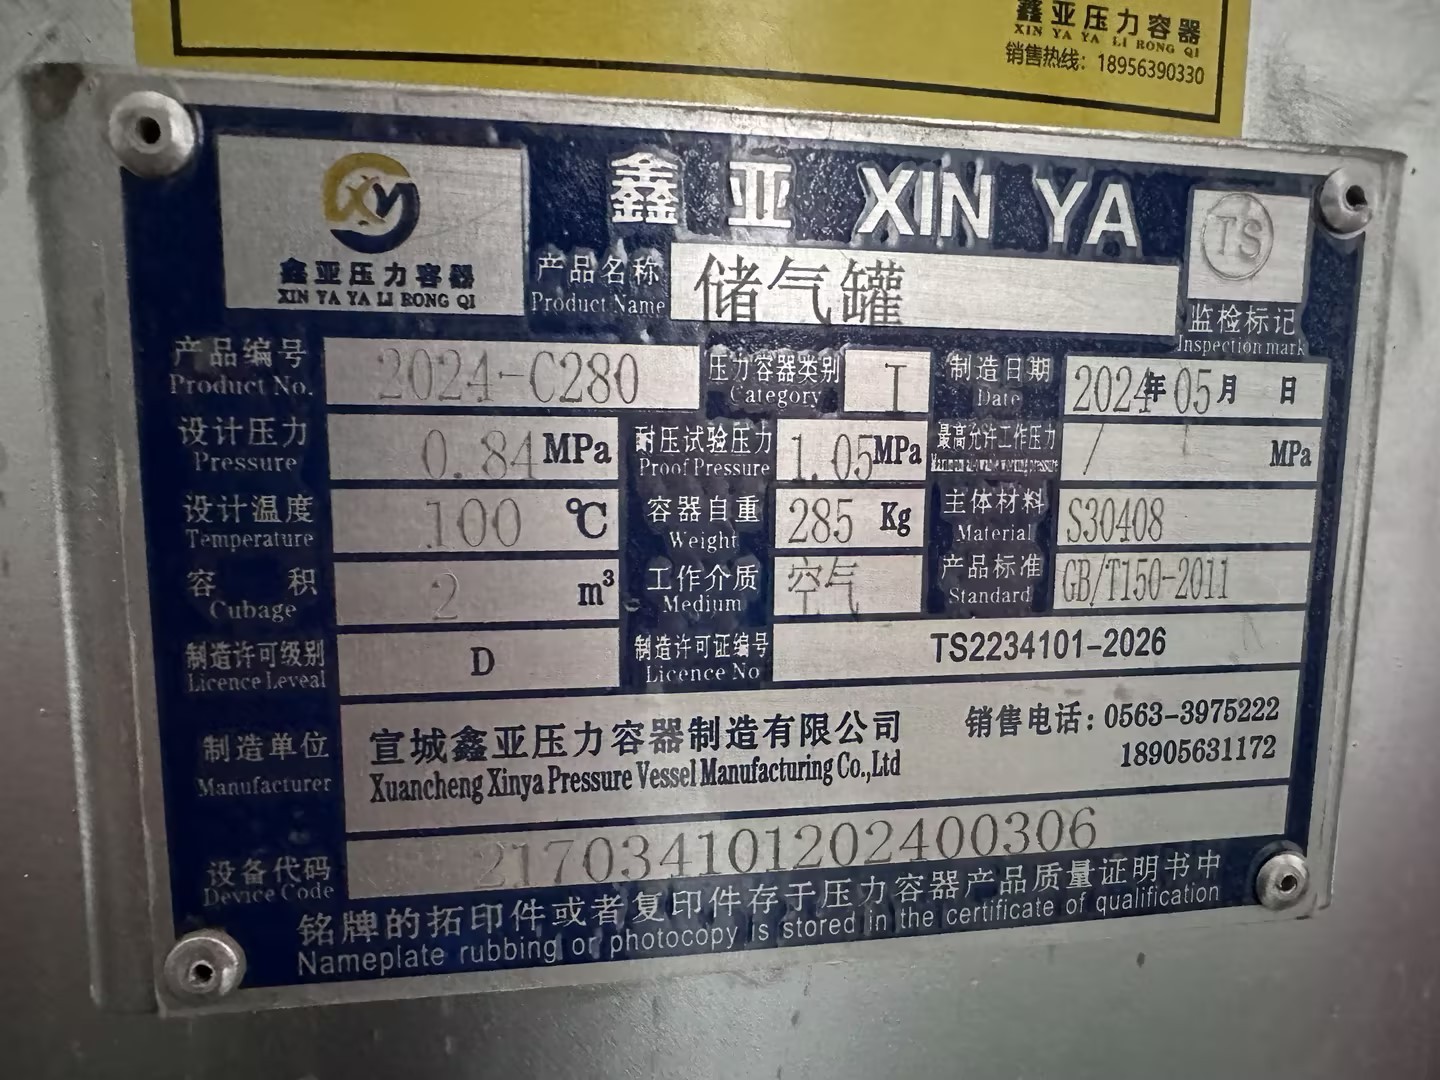 鑫亚压力容器
XIN YA YA LI RONG QI
销售热线：18956390330
鑫亚 XIN YA
TS
鑫亚压力容器
XIN YA YA LI RONG QI
产品名称 储气罐
Product Name
监检标记
Inspection mark
产品编号 2024-C280 压力容器类别 I 制造日期 2024年05月 日
Product No. Category Date
设计压力 0.84MPa 耐压试验压力 1.05MPa 最高允许工作压力 / MPa
Pressure Proof Pressure Maximum allowable working pressure
设计温度 100 ℃ 容器自重 285 Kg 主体材料 S30408
Temperature Weight Material
容积 2 m³ 工作介质 空气 产品标准 GB/T150-2011
Cubage Medium Standard
制造许可级别 D 制造许可证编号 TS2234101-2026
Licence Leveal Licence No
制造单位 宣城鑫亚压力容器制造有限公司 销售电话：0563-3975222
Manufacturer Xuancheng Xinya Pressure Vessel Manufacturing Co.,Ltd 18905631172
设备代码 217034101202400306
Device Code
铭牌的拓印件或者复印件存于压力容器产品质量证明书中
Nameplate rubbing or photocopy is stored in the certificate of qualification